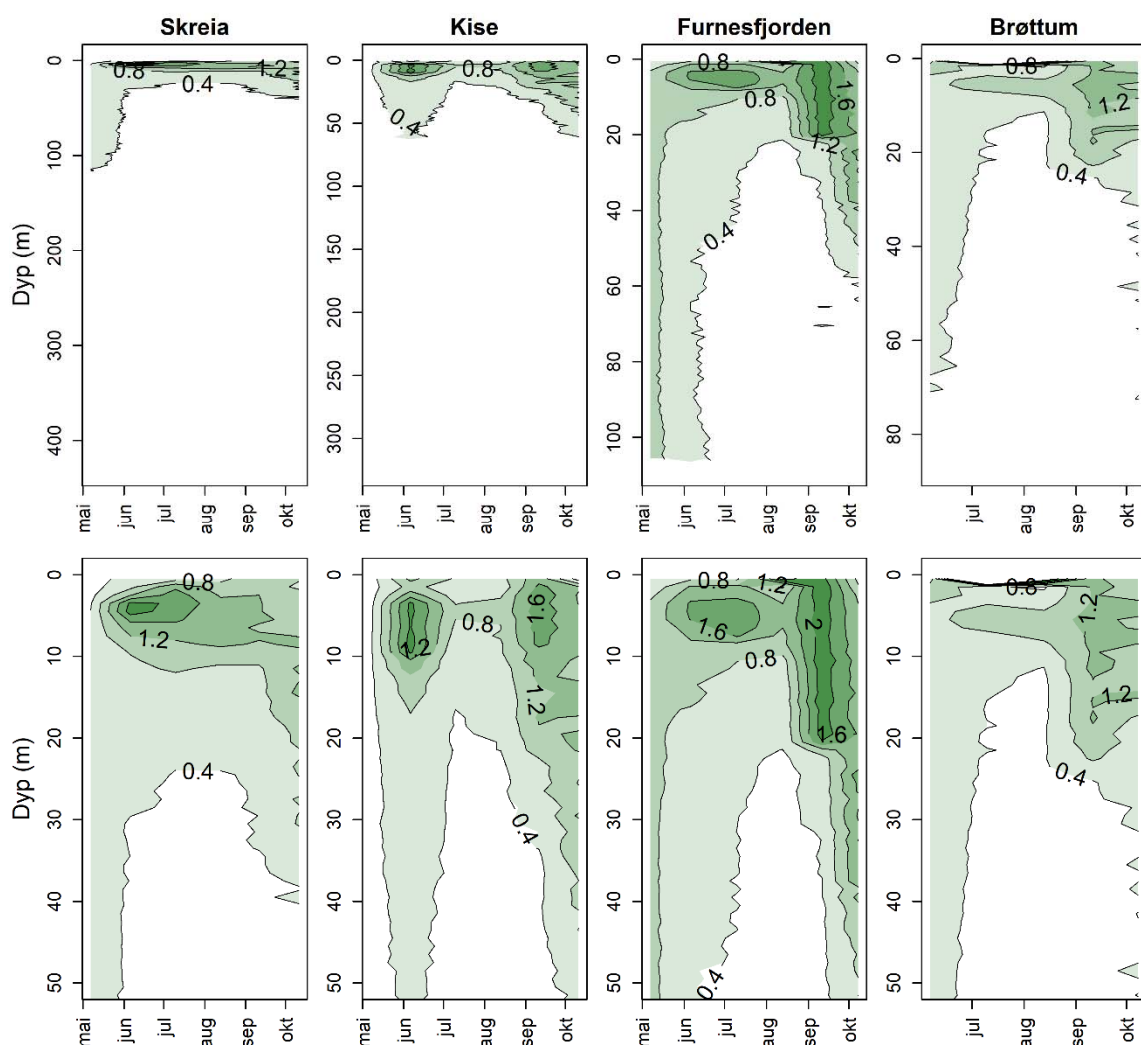 Skreia
Kise
Furnesfjorden
Brøttum
Dyp (m)
0
100
200
300
400
0.8
1.2
0.4
mai
jun
jul
aug
sep
okt
0
50
100
150
200
250
300
0.8
0.4
mai
jun
jul
aug
sep
okt
0
20
40
60
80
100
0.8
0.8
1.6
1.2
0.4
mai
jun
jul
aug
sep
okt
0
20
40
60
80
0.8
1.2
0.4
jul
aug
sep
okt
Dyp (m)
0
10
20
30
40
50
0.8
1.2
0.4
mai
jun
jul
aug
sep
okt
0
10
20
30
40
50
1.6
0.8
1.2
1.2
0.4
mai
jun
jul
aug
sep
okt
0
10
20
30
40
50
0.8
1.2
1.6
2
0.8
1.6
0.4
mai
jun
jul
aug
sep
okt
0
10
20
30
40
50
0.8
1.2
1.2
0.4
jul
aug
sep
okt